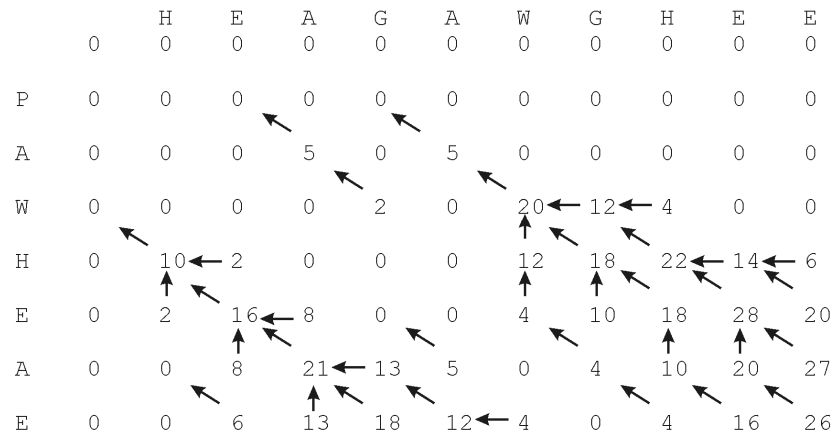 H E A G A W G H E E
0 0 0 0 0 0 0 0 0 0 0
P 0 0 0 0 0 0 0 0 0 0 0
A 0 0 0 5 0 5 0 0 0 0 0
W 0 0 0 0 2 0 20 12 4 0 0
H 0 10 2 0 0 0 12 18 22 14 6
E 0 2 16 8 0 0 4 10 18 28 20
A 0 0 8 21 13 5 0 4 10 20 27
E 0 0 6 13 18 12 4 0 4 16 26